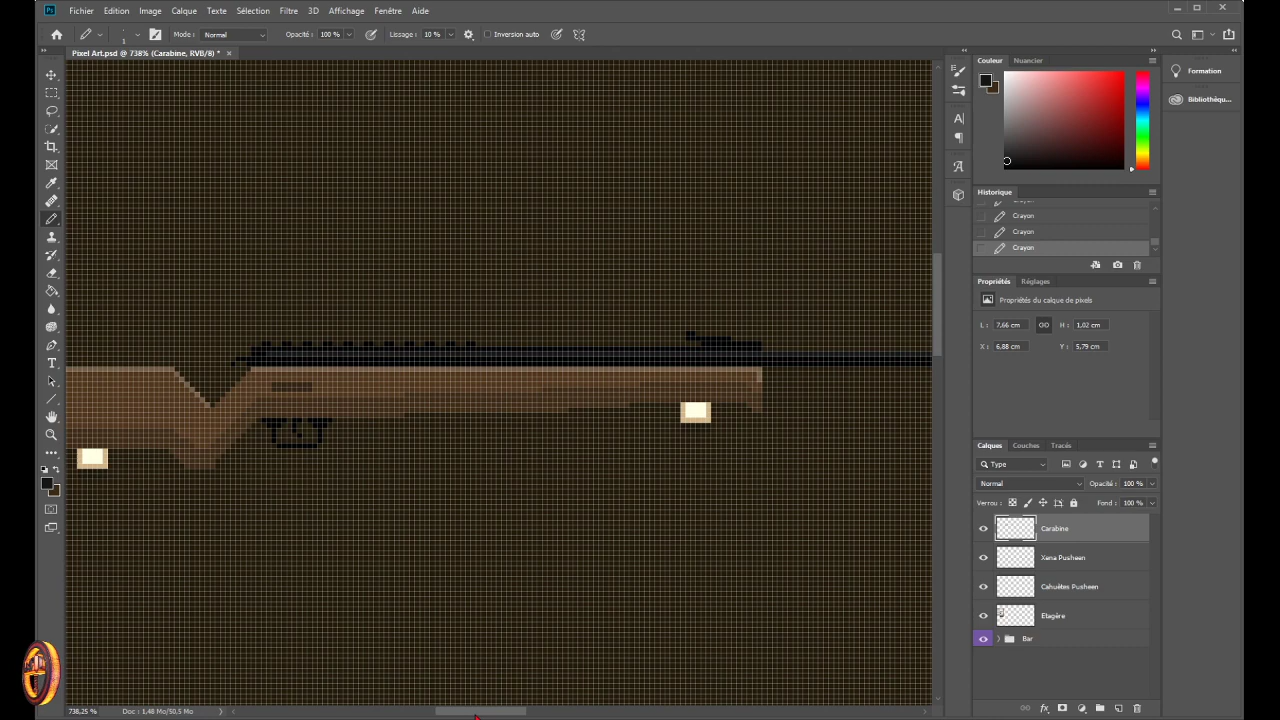 Ps Fichier Edition Image Calque Texte Sélection Filtre 3D Affichage Fenêtre Aide
1 Mode : Normal Opacité : 100 % Lissage : 10 % Inversion auto
Pixel Art.psd @ 738% (Carabine, RVB/8) *
Couleur Nuancier
Formation
Bibliothèqu...
Historique
Crayon
Crayon
Crayon
Propriétés Réglages
Propriétés du calque de pixels
L : 7,66 cm H : 1,02 cm
X : 6,88 cm Y : 5,79 cm
Calques Couches Tracés
Type
Normal Opacité : 100 %
Verrou : Fond : 100 %
Carabine
Xena Pusheen
Cahuètes Pusheen
Etagère
Bar
738,25 % Doc : 1,48 Mo/50,5 Mo